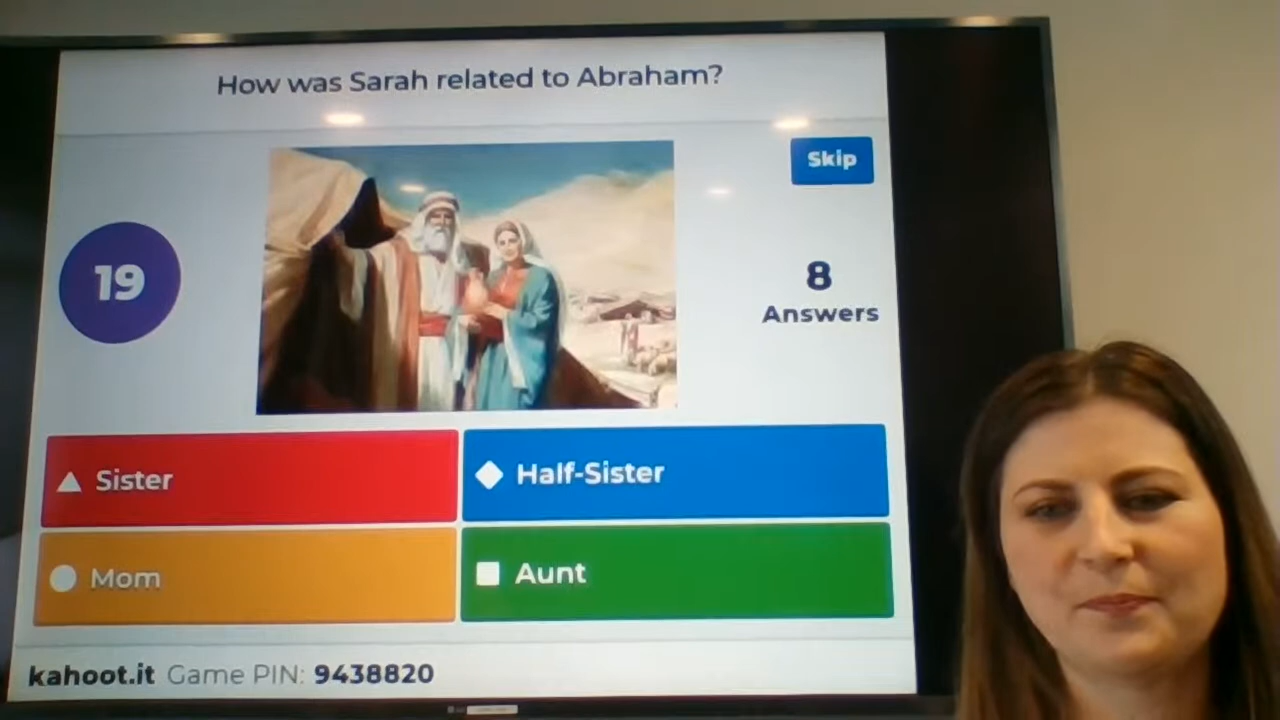 How was Sarah related to Abraham?
Skip
19
8
Answers
Sister
Half-Sister
Mom
Aunt
kahoot.it Game PIN: 9438820